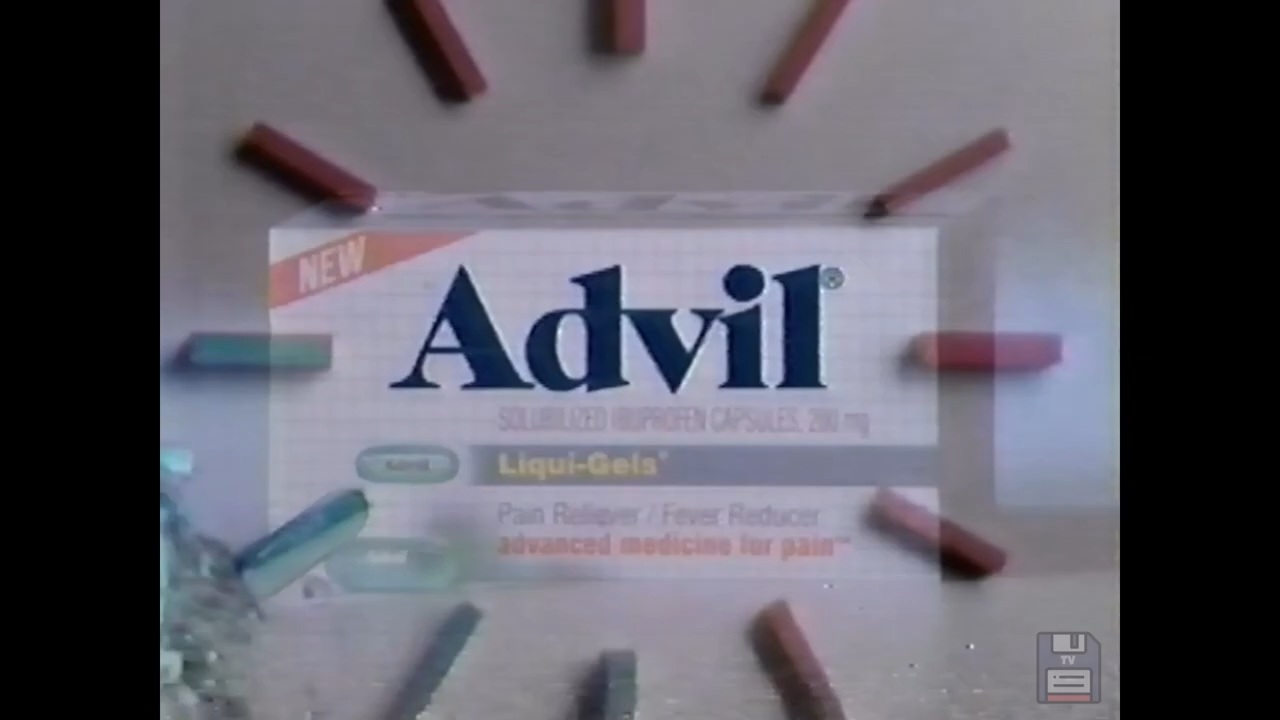 NEW
Advil®
SOLUBILIZED IBUPROFEN CAPSULES, 200 mg
Liqui-Gels®
Pain Reliever / Fever Reducer
advanced medicine for pain™
TV